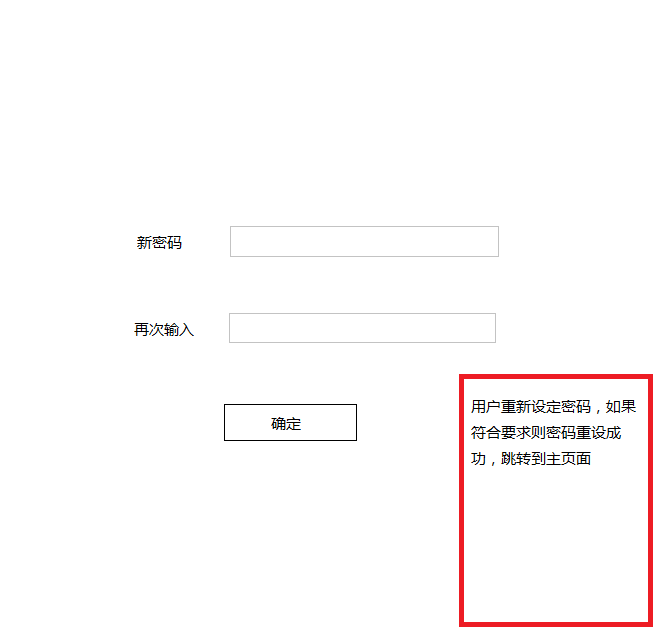 新密码
再次输入
确定
用户重新设定密码，如果
符合要求则密码重设成
功，跳转到主页面